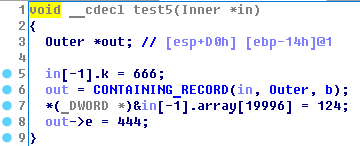 1 void __cdecl test5(Inner *in)
2 {
3 Outer *out; // [esp+D0h] [ebp-14h]@1
4
5 in[-1].k = 666;
6 out = CONTAINING_RECORD(in, Outer, b);
7 *(_DWORD *)&in[-1].array[19996] = 124;
8 out->e = 444;
9 }